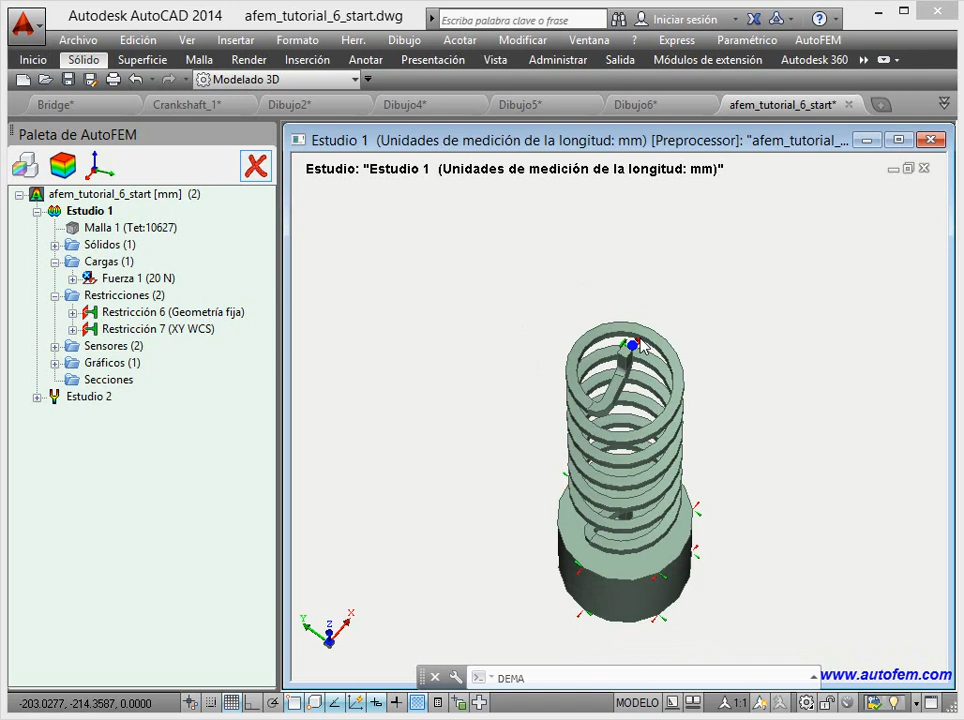 Autodesk AutoCAD 2014 afem_tutorial_6_start.dwg Escriba palabra clave o frase Iniciar sesión
Archivo Edición Ver Insertar Formato Herr. Dibujo Acotar Modificar Ventana ? Express Paramétrico AutoFEM
Inicio Sólido Superficie Malla Render Inserción Anotar Presentación Vista Administrar Salida Módulos de extensión Autodesk 360
Modelado 3D
Bridge* Crankshaft_1* Dibujo2* Dibujo4* Dibujo5* Dibujo6* afem_tutorial_6_start*
Paleta de AutoFEM
Estudio 1 (Unidades de medición de la longitud: mm) [Preprocesor]: "afem_tutorial_...
Estudio: "Estudio 1 (Unidades de medición de la longitud: mm)"
afem_tutorial_6_start [mm] (2)
Estudio 1
Malla 1 (Tet:10627)
Sólidos (1)
Cargas (1)
Fuerza 1 (20 N)
Restricciones (2)
Restricción 6 (Geometría fija)
Restricción 7 (XY WCS)
Sensores (2)
Gráficos (1)
Secciones
Estudio 2
Y Z X
DEMA
www.autofem.com
-203.0277, -214.3587, 0.0000 MODELO 1:1